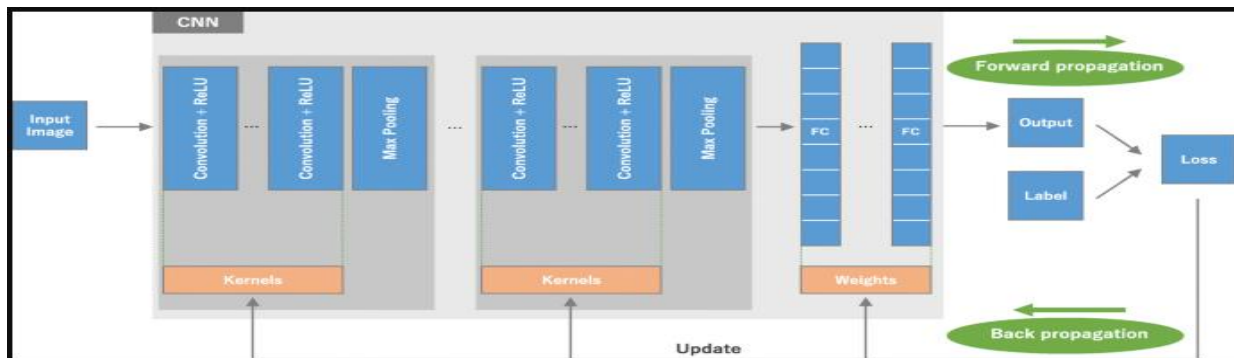 CNN
Forward propagation
Input
Image
Convolution + ReLU
...
Convolution + ReLU
Max Pooling
...
Convolution + ReLU
...
Convolution + ReLU
Max Pooling
FC
...
FC
Output
Label
Loss
Kernels
Kernels
Weights
Back propagation
Update